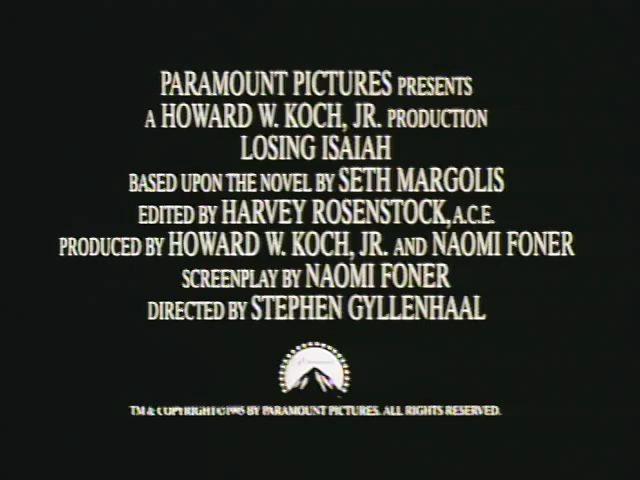 PARAMOUNT PICTURES PRESENTS
A HOWARD W. KOCH, JR. PRODUCTION
LOSING ISAIAH
BASED UPON THE NOVEL BY SETH MARGOLIS
EDITED BY HARVEY ROSENSTOCK, A.C.E.
PRODUCED BY HOWARD W. KOCH, JR. AND NAOMI FONER
SCREENPLAY BY NAOMI FONER
DIRECTED BY STEPHEN GYLLENHAAL
Paramount
TM & COPYRIGHT © 1995 BY PARAMOUNT PICTURES. ALL RIGHTS RESERVED.